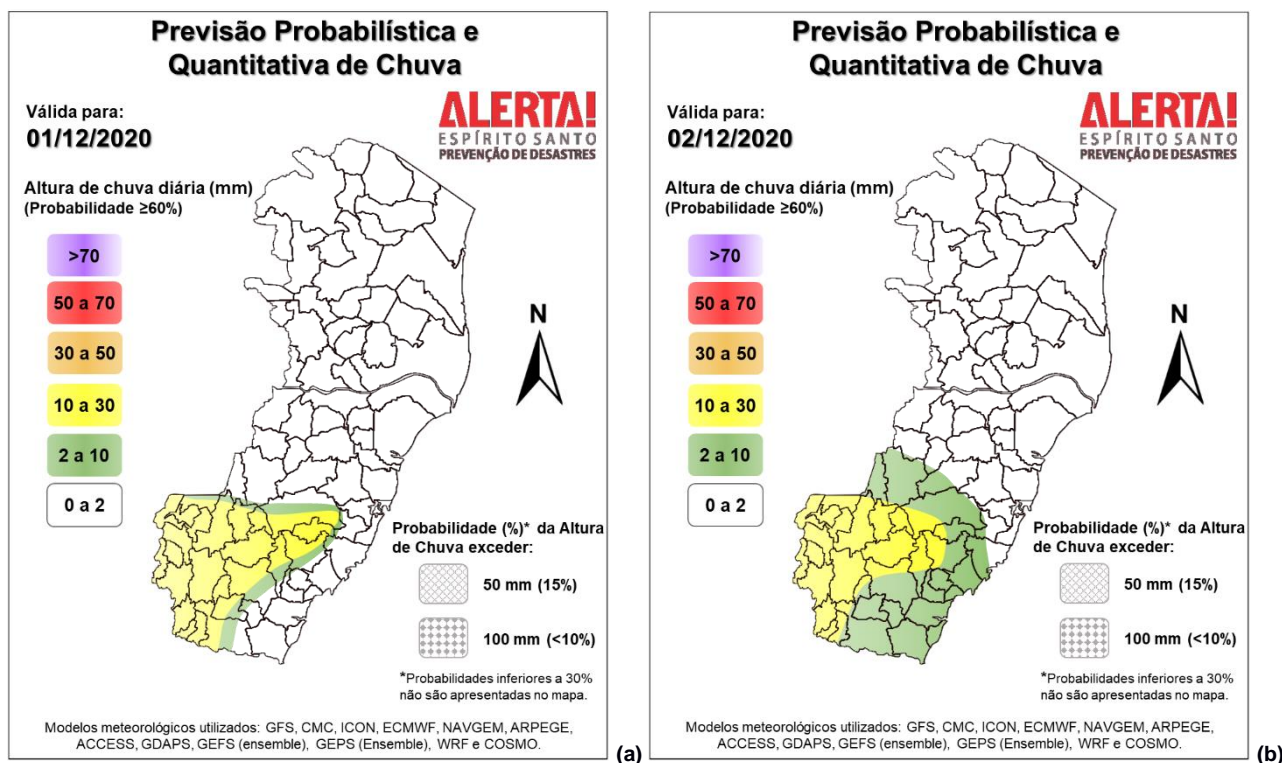 Previsão Probabilística e
Quantitativa de Chuva
Válida para:
01/12/2020
ALERTA!
ESPÍRITO SANTO
PREVENÇÃO DE DESASTRES
Altura de chuva diária (mm)
(Probabilidade ≥60%)
>70
50 a 70
30 a 50
10 a 30
2 a 10
0 a 2
N
Probabilidade (%)* da Altura
de Chuva exceder:
50 mm (15%)
100 mm (<10%)
*Probabilidades inferiores a 30%
não são apresentadas no mapa.
Modelos meteorológicos utilizados: GFS, CMC, ICON, ECMWF, NAVGEM, ARPEGE,
ACCESS, GDAPS, GEFS (ensemble), GEPS (Ensemble), WRF e COSMO.
(a)
Previsão Probabilística e
Quantitativa de Chuva
Válida para:
02/12/2020
ALERTA!
ESPÍRITO SANTO
PREVENÇÃO DE DESASTRES
Altura de chuva diária (mm)
(Probabilidade ≥60%)
>70
50 a 70
30 a 50
10 a 30
2 a 10
0 a 2
N
Probabilidade (%)* da Altura
de Chuva exceder:
50 mm (15%)
100 mm (<10%)
*Probabilidades inferiores a 30%
não são apresentadas no mapa.
Modelos meteorológicos utilizados: GFS, CMC, ICON, ECMWF, NAVGEM, ARPEGE,
ACCESS, GDAPS, GEFS (ensemble), GEPS (Ensemble), WRF e COSMO.
(b)